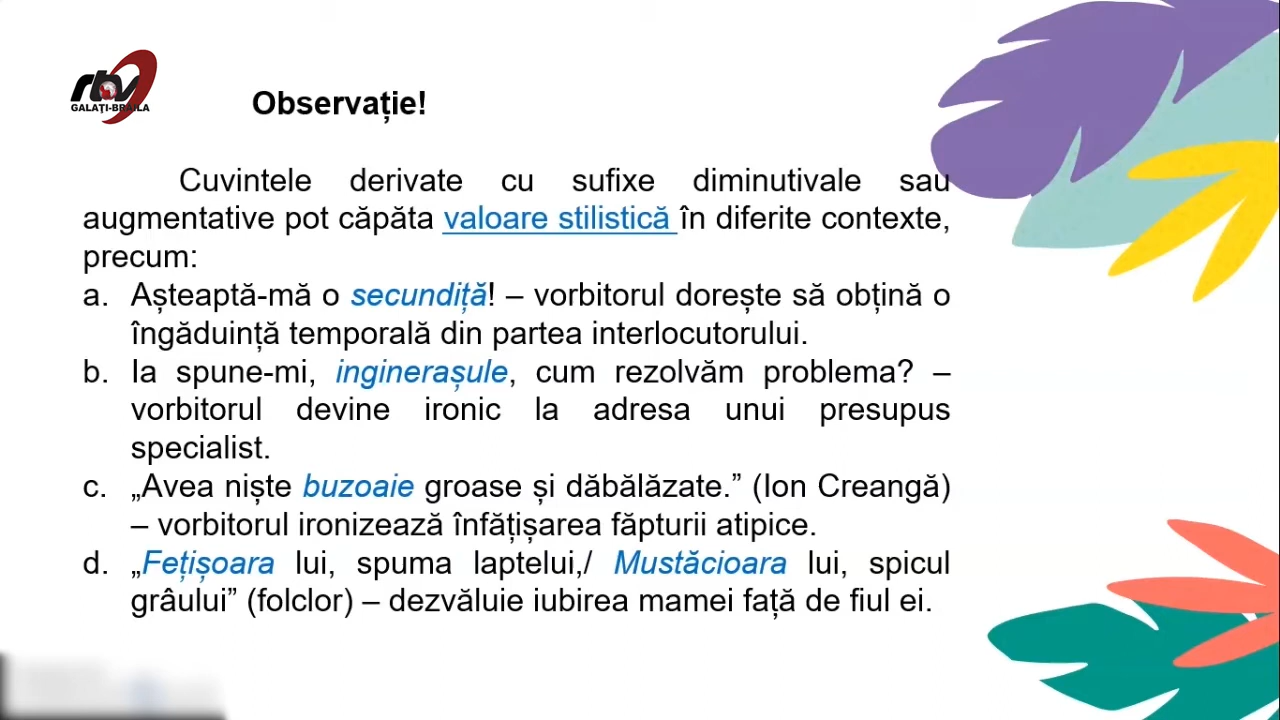 rtv
GALAȚI-BRĂILA
Observație!
Cuvintele derivate cu sufixe diminutivale sau
augmentative pot căpăta valoare stilistică în diferite contexte,
precum:
a. Așteaptă-mă o secundiță! – vorbitorul dorește să obțină o
îngăduință temporală din partea interlocutorului.
b. Ia spune-mi, inginerașule, cum rezolvăm problema? –
vorbitorul devine ironic la adresa unui presupus
specialist.
c. „Avea niște buzoaie groase și dăbălăzate.” (Ion Creangă)
– vorbitorul ironizează înfățișarea făpturii atipice.
d. „Fețișoara lui, spuma laptelui,/ Mustăcioara lui, spicul
grâului” (folclor) – dezvăluie iubirea mamei față de fiul ei.